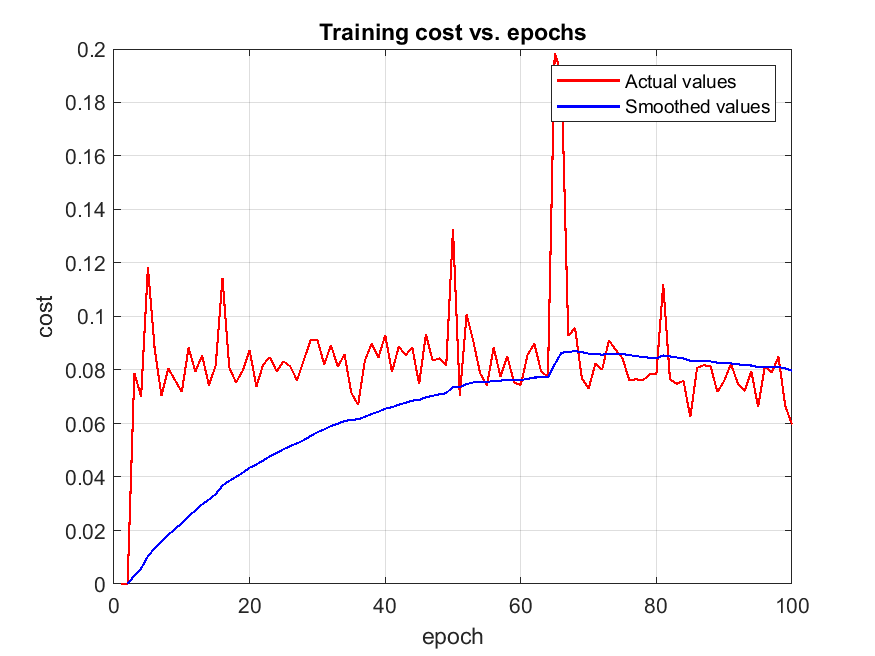 Training cost vs. epochs
0.2
0.18
0.16
0.14
0.12
0.1
0.08
0.06
0.04
0.02
0
cost
Actual values
Smoothed values
0 20 40 60 80 100
epoch